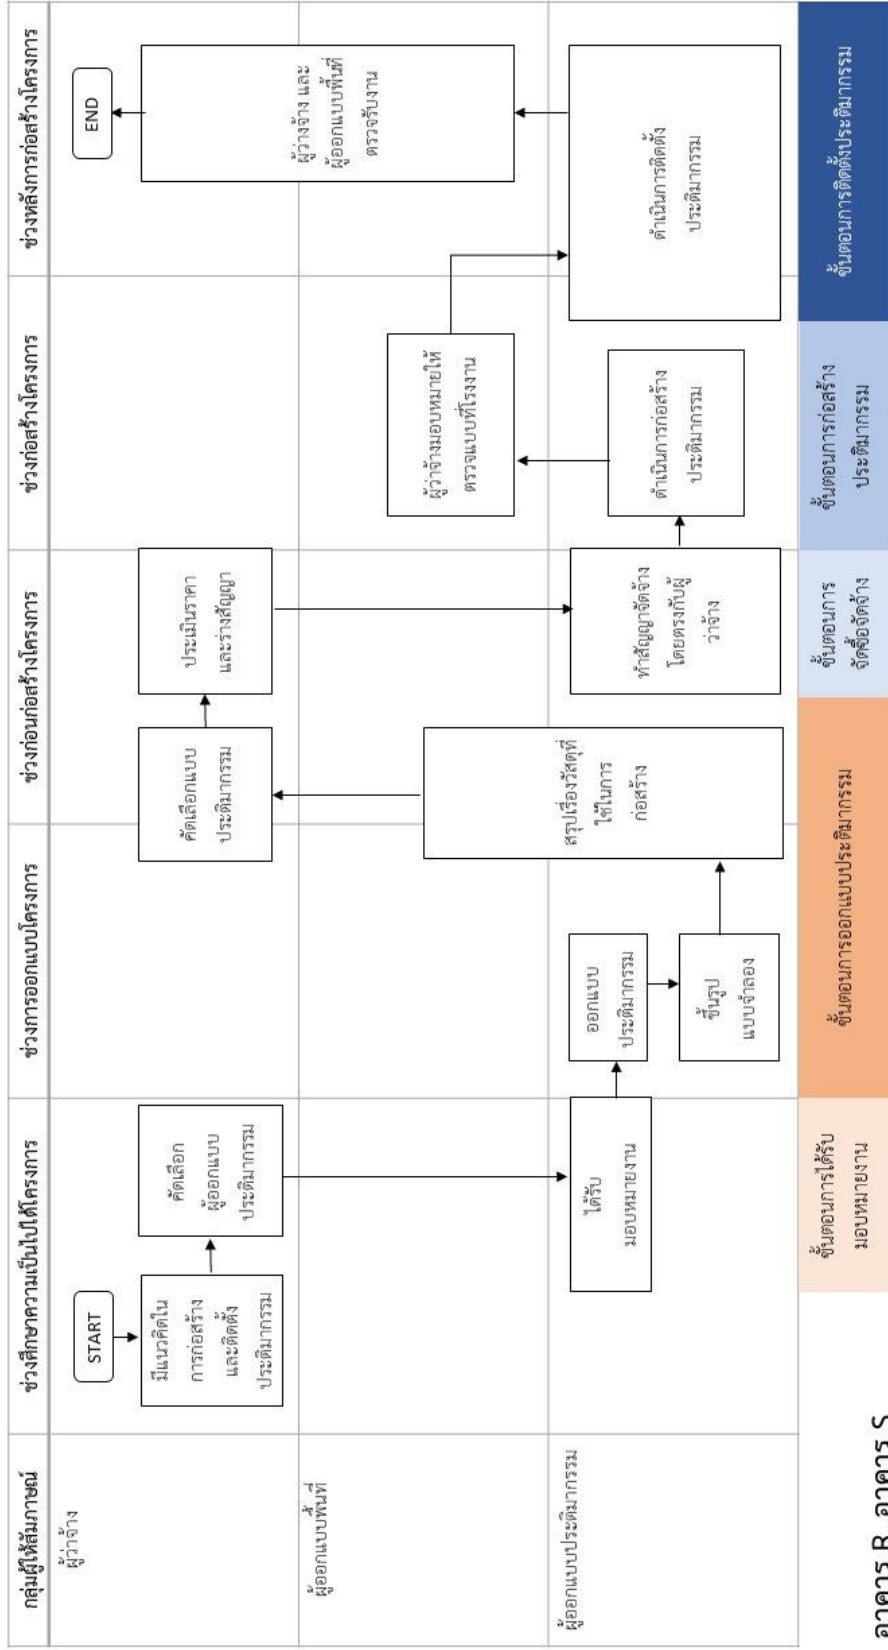 กลุ่มผู้ให้สัมภาษณ์
ช่วงศึกษาความเป็นไปได้โครงการ
ช่วงการออกแบบโครงการ
ช่วงก่อนก่อสร้างโครงการ
ช่วงก่อสร้างโครงการ
ช่วงหลังการก่อสร้างโครงการ
ผู้ว่าจ้าง
START
มีแนวคิดใน
การก่อสร้าง
และติดตั้ง
ประติมากรรม
คัดเลือก
ผู้ออกแบบ
ประติมากรรม
คัดเลือกแบบ
ประติมากรรม
ประเมินราคา
และร่างสัญญา
END
ผู้ว่างจ้าง และ
ผู้ออกแบบพื้นที่
ตรวจรับงาน
ผู้ออกแบบพื้นที่
ผู้ว่าจ้างมอบหมายให้
ตรวจแบบที่โรงงาน
ผู้ออกแบบประติมากรรม
ได้รับ
มอบหมายงาน
ออกแบบ
ประติมากรรม
ขึ้นรูป
แบบจำลอง
สรุปเรื่องวัสดุที่
ใช้ในการ
ก่อสร้าง
ทำสัญญาจัดจ้าง
โดยตรงกับผู้
ว่าจ้าง
ดำเนินการก่อสร้าง
ประติมากรรม
ดำเนินการติดตั้ง
ประติมากรรม
ขั้นตอนการได้รับ
มอบหมายงาน
ขั้นตอนการออกแบบประติมากรรม
ขั้นตอนการ
จัดซื้อจัดจ้าง
ขั้นตอนการก่อสร้าง
ประติมากรรม
ขั้นตอนการติดตั้งประติมากรรม
อาคาร R อาคาร S